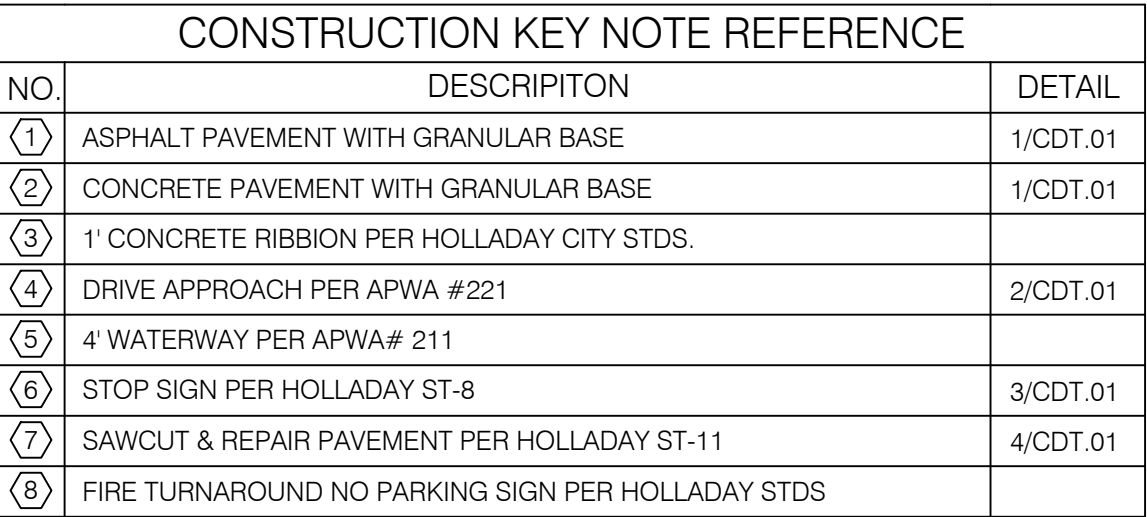 CONSTRUCTION KEY NOTE REFERENCE
NO. DESCRIPITON DETAIL
1 ASPHALT PAVEMENT WITH GRANULAR BASE 1/CDT.01
2 CONCRETE PAVEMENT WITH GRANULAR BASE 1/CDT.01
3 1' CONCRETE RIBBION PER HOLLADAY CITY STDS.
4 DRIVE APPROACH PER APWA #221 2/CDT.01
5 4' WATERWAY PER APWA# 211
6 STOP SIGN PER HOLLADAY ST-8 3/CDT.01
7 SAWCUT & REPAIR PAVEMENT PER HOLLADAY ST-11 4/CDT.01
8 FIRE TURNAROUND NO PARKING SIGN PER HOLLADAY STDS